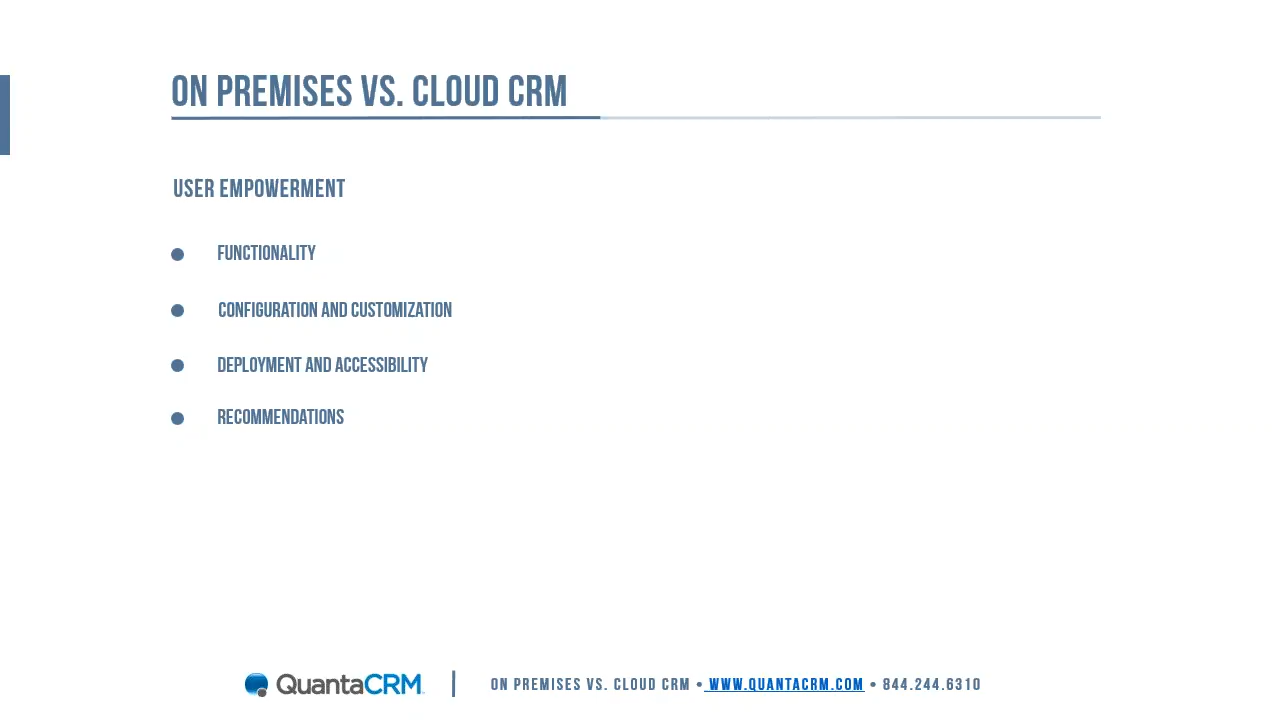 ON PREMISES VS. CLOUD CRM
USER EMPOWERMENT
FUNCTIONALITY
CONFIGURATION AND CUSTOMIZATION
DEPLOYMENT AND ACCESSIBILITY
RECOMMENDATIONS
QuantaCRM
ON PREMISES VS. CLOUD CRM • WWW.QUANTACRM.COM • 844.244.6310